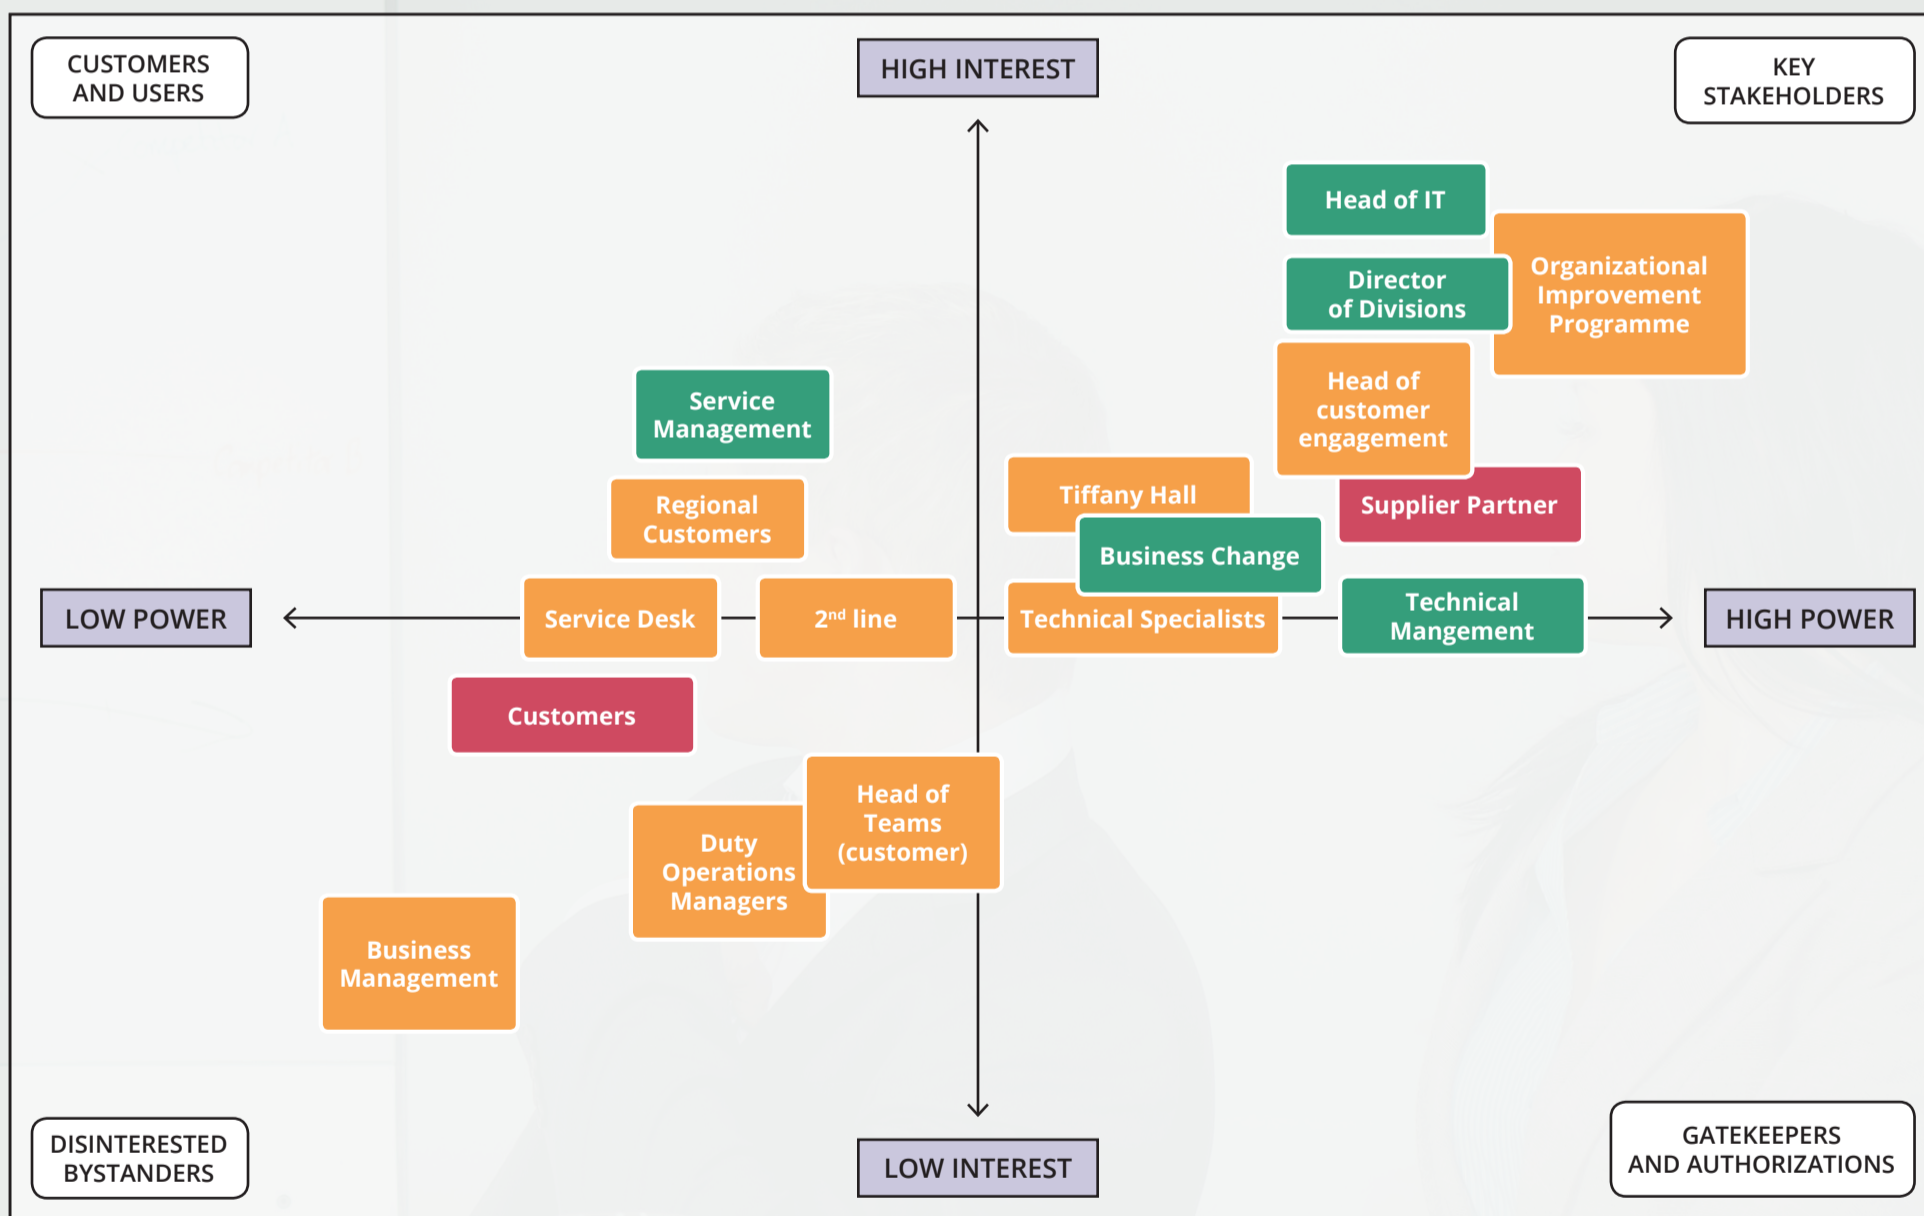 CUSTOMERS
AND USERS
HIGH INTEREST
KEY
STAKEHOLDERS
Head of IT
Organizational
Improvement
Programme
Director
of Divisions
Head of
customer
engagement
Service
Management
Tiffany Hall
Supplier Partner
Regional
Customers
Business Change
LOW POWER
Service Desk
2nd line
Technical Specialists
Technical
Mangement
HIGH POWER
Customers
Head of
Teams
(customer)
Duty
Operations
Managers
Business
Management
DISINTERESTED
BYSTANDERS
LOW INTEREST
GATEKEEPERS
AND AUTHORIZATIONS